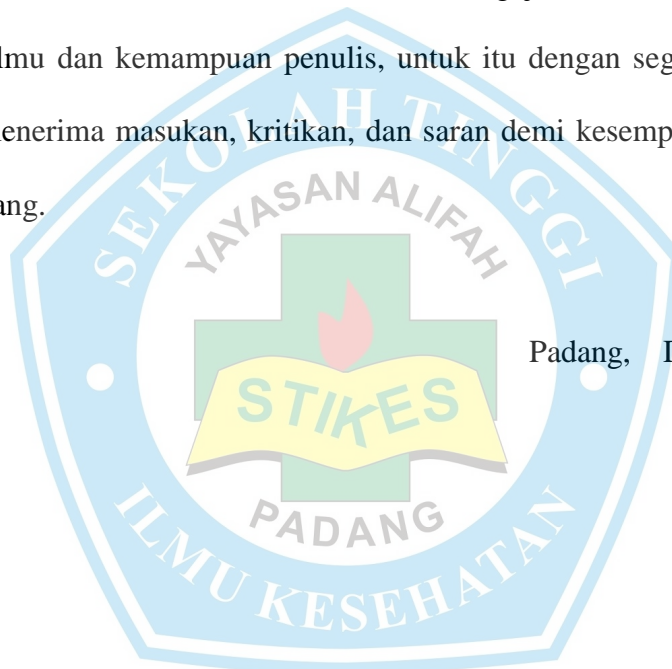 lmu dan kemampuan penulis, untuk itu dengan seg
enerima masukan, kritikan, dan saran demi kesemp
ang.
Padang,
SEKOLAH TINGGI
YAYASAN ALIFAH
STIKES
PADANG
ILMU KESEHATAN